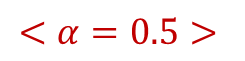 < α = 0.5 >